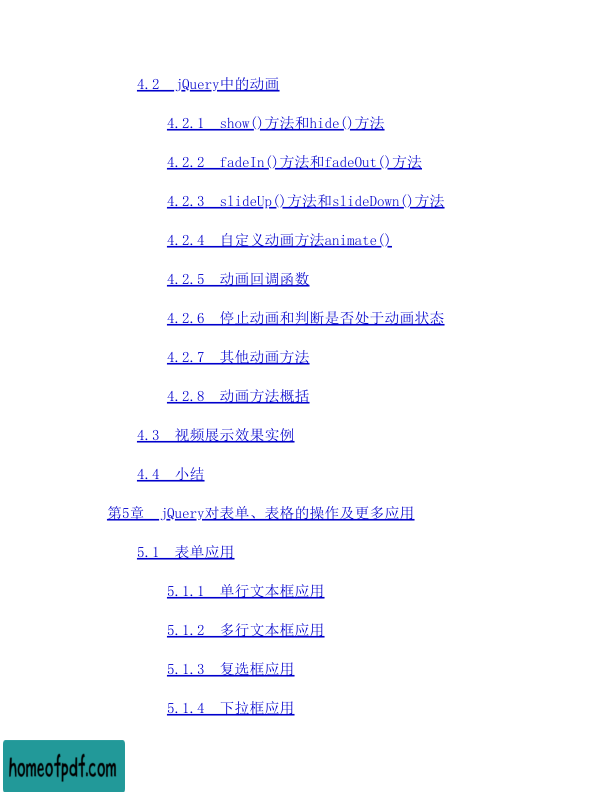 4.2 jQuery中的动画
4.2.1 show()方法和hide()方法
4.2.2 fadeIn()方法和fadeOut()方法
4.2.3 slideUp()方法和slideDown()方法
4.2.4 自定义动画方法animate()
4.2.5 动画回调函数
4.2.6 停止动画和判断是否处于动画状态
4.2.7 其他动画方法
4.2.8 动画方法概括
4.3 视频展示效果实例
4.4 小结
第5章 jQuery对表单、表格的操作及更多应用
5.1 表单应用
5.1.1 单行文本框应用
5.1.2 多行文本框应用
5.1.3 复选框应用
5.1.4 下拉框应用
homeofpdf.com